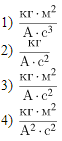 1) кг · м² / А · с³
2) кг / А · с²
3) кг · м² / А · с²
4) кг · м² / А² · с²